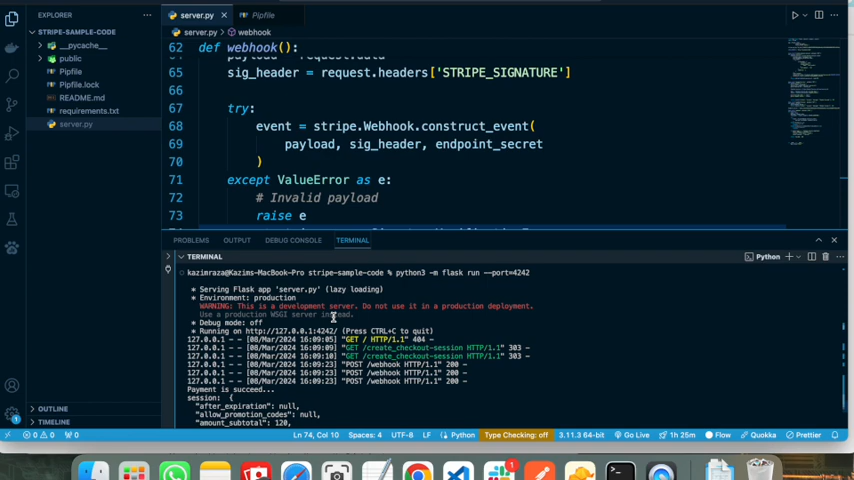 EXPLORER
server.py
Pipfile
STRIPE-SAMPLE-CODE
server.py > webhook
__pycache__
public
Pipfile
Pipfile.lock
README.md
requirements.txt
server.py
62 def webhook():
65 sig_header = request.headers['STRIPE_SIGNATURE']
66
67 try:
68 event = stripe.Webhook.construct_event(
69 payload, sig_header, endpoint_secret
70 )
71 except ValueError as e:
72 # Invalid payload
73 raise e
PROBLEMS OUTPUT DEBUG CONSOLE TERMINAL
TERMINAL
Python
kazimraza@Kazims-MacBook-Pro stripe-sample-code % python3 -m flask run --port=4242
* Serving Flask app 'server.py' (lazy loading)
* Environment: production
WARNING: This is a development server. Do not use it in a production deployment.
Use a production WSGI server instead.
* Debug mode: off
* Running on http://127.0.0.1:4242/ (Press CTRL+C to quit)
127.0.0.1 - - [08/Mar/2024 16:09:05] "GET / HTTP/1.1" 404 -
127.0.0.1 - - [08/Mar/2024 16:09:09] "GET /create_checkout-session HTTP/1.1" 303 -
127.0.0.1 - - [08/Mar/2024 16:09:10] "GET /create_checkout-session HTTP/1.1" 303 -
127.0.0.1 - - [08/Mar/2024 16:09:23] "POST /webhook HTTP/1.1" 200 -
127.0.0.1 - - [08/Mar/2024 16:09:23] "POST /webhook HTTP/1.1" 200 -
127.0.0.1 - - [08/Mar/2024 16:09:23] "POST /webhook HTTP/1.1" 200 -
Payment is succeed...
session: {
"after_expiration": null,
"allow_promotion_codes": null,
"amount_subtotal": 120,
OUTLINE
TIMELINE
0 0 0 Ln 74, Col 10 Spaces: 4 UTF-8 LF Python Type Checking: off 3.11.3 64-bit Go Live 1h 25m Flow Quokka Prettier